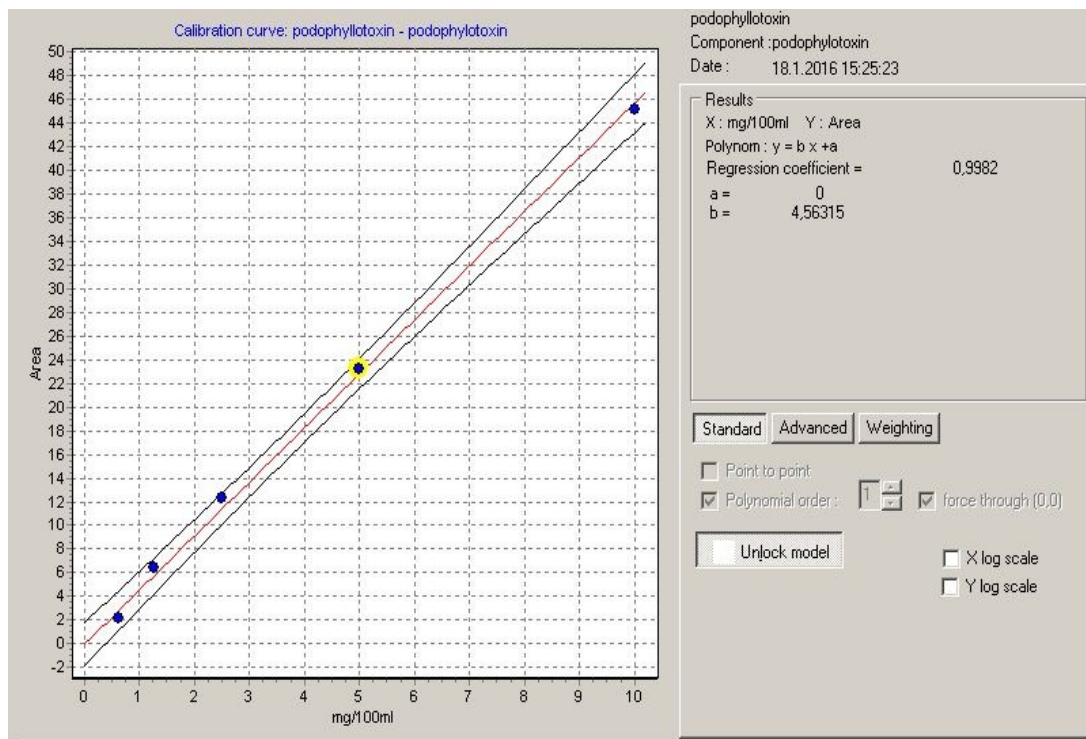 Calibration curve: podophyllotoxin - podophylotoxin
50
48
46
44
42
40
38
36
34
32
30
28
26
24
22
20
18
16
14
12
10
8
6
4
2
0
-2
Area
0 1 2 3 4 5 6 7 8 9 10
mg/100ml
podophyllotoxin
Component :podophylotoxin
Date : 18.1.2016 15:25:23
Results
X : mg/100ml Y : Area
Polynom : y = b x +a
Regression coefficient = 0,9982
a = 0
b = 4,56315
Standard Advanced Weighting
Point to point
Polynomial order : 1 force through (0,0)
Unlock model
X log scale
Y log scale